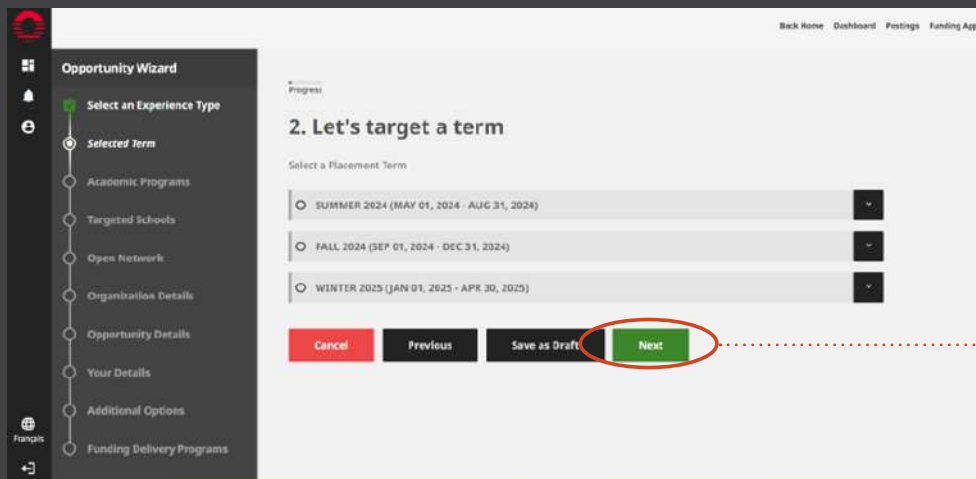 Back Home Dashboard Postings Funding App
Opportunity Wizard
Select an Experience Type
Selected Term
Academic Programs
Targeted Schools
Open Network
Organization Details
Opportunity Details
Your Details
Additional Options
Funding Delivery Programs
Français
Progress
2. Let's target a term
Select a Placement Term
SUMMER 2024 (MAY 01, 2024 - AUG 31, 2024)
FALL 2024 (SEP 01, 2024 - DEC 31, 2024)
WINTER 2025 (JAN 01, 2025 - APR 30, 2025)
Cancel Previous Save as Draft Next